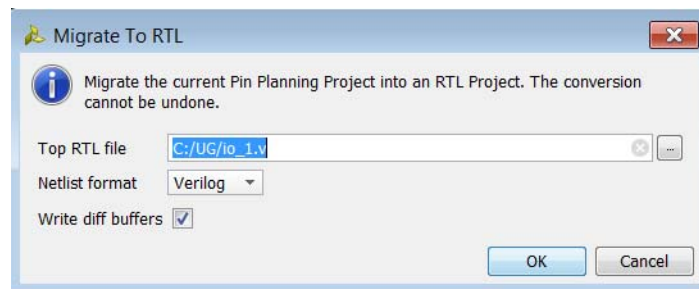 Migrate To RTL
Migrate the current Pin Planning Project into an RTL Project. The conversion
cannot be undone.
Top RTL file C:/UG/io_1.v ...
Netlist format Verilog
Write diff buffers
OK Cancel